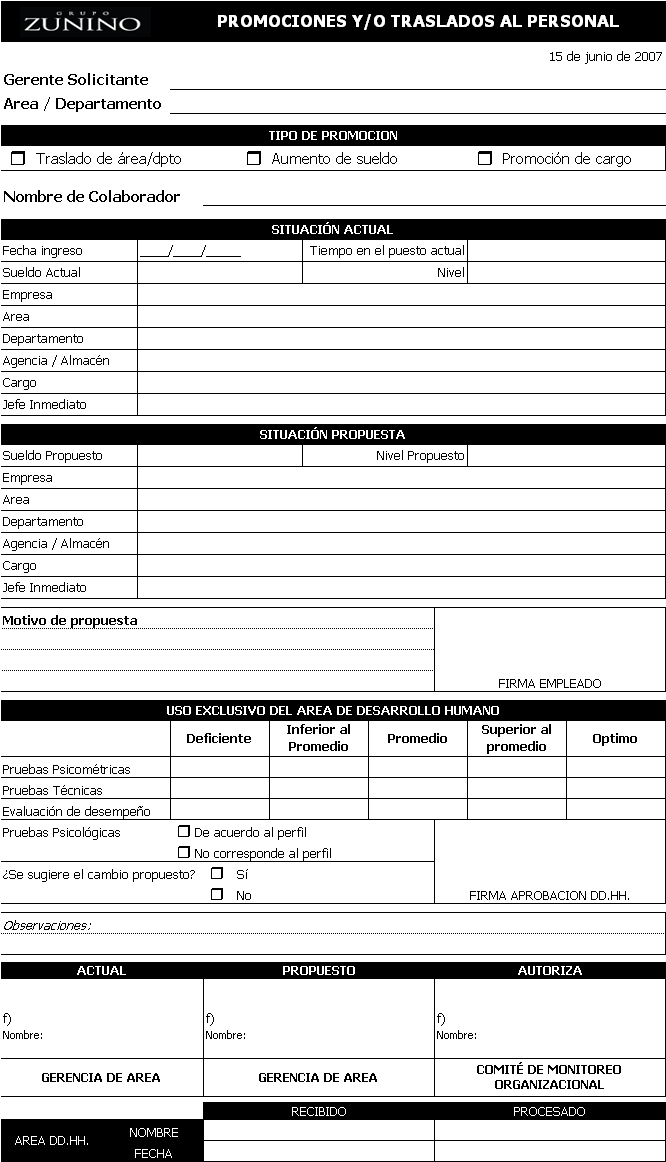 GRUPO
ZUNINO
PROMOCIONES Y/O TRASLADOS AL PERSONAL
15 de junio de 2007
Gerente Solicitante
Area / Departamento
TIPO DE PROMOCION
Traslado de área/dpto Aumento de sueldo Promoción de cargo
Nombre de Colaborador
SITUACIÓN ACTUAL
Fecha ingreso ____/____/_____ Tiempo en el puesto actual
Sueldo Actual Nivel
Empresa
Area
Departamento
Agencia / Almacén
Cargo
Jefe Inmediato
SITUACIÓN PROPUESTA
Sueldo Propuesto Nivel Propuesto
Empresa
Area
Departamento
Agencia / Almacén
Cargo
Jefe Inmediato
Motivo de propuesta
FIRMA EMPLEADO
USO EXCLUSIVO DEL AREA DE DESARROLLO HUMANO
Deficiente Inferior al Promedio Promedio Superior al promedio Optimo
Pruebas Psicométricas
Pruebas Técnicas
Evaluación de desempeño
Pruebas Psicológicas De acuerdo al perfil
No corresponde al perfil
¿Se sugiere el cambio propuesto? Sí
No FIRMA APROBACION DD.HH.
Observaciones:
ACTUAL PROPUESTO AUTORIZA
f) f) f)
Nombre: Nombre: Nombre:
GERENCIA DE AREA GERENCIA DE AREA COMITÉ DE MONITOREO ORGANIZACIONAL
RECIBIDO PROCESADO
AREA DD.HH. NOMBRE
FECHA